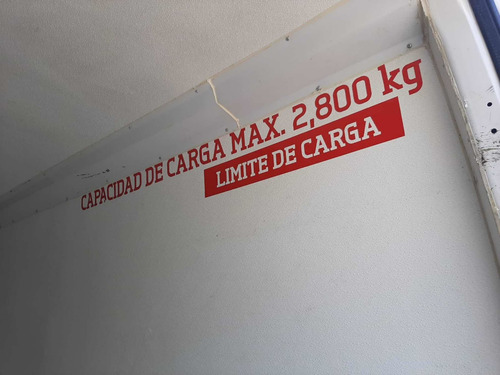 CAPACIDAD DE CARGA MAX. 2,800 kg
LIMITE DE CARGA